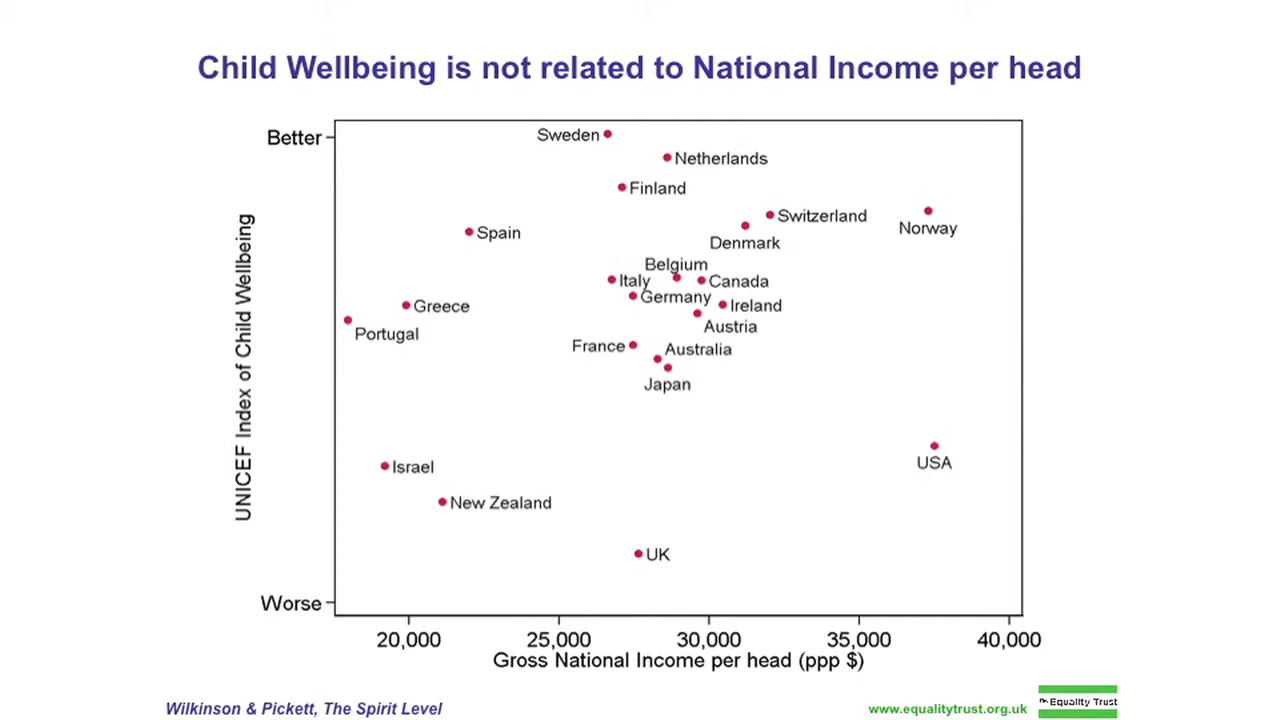 Child Wellbeing is not related to National Income per head
Better
Sweden
Netherlands
Finland
Switzerland
Norway
Spain
Denmark
Belgium
Italy
Canada
Germany
Greece
Ireland
Portugal
Austria
France
Australia
Japan
USA
Israel
New Zealand
UK
Worse
UNICEF Index of Child Wellbeing
20,000 25,000 30,000 35,000 40,000
Gross National Income per head (ppp $)
Wilkinson & Pickett, The Spirit Level
www.equalitytrust.org.uk
The Equality Trust